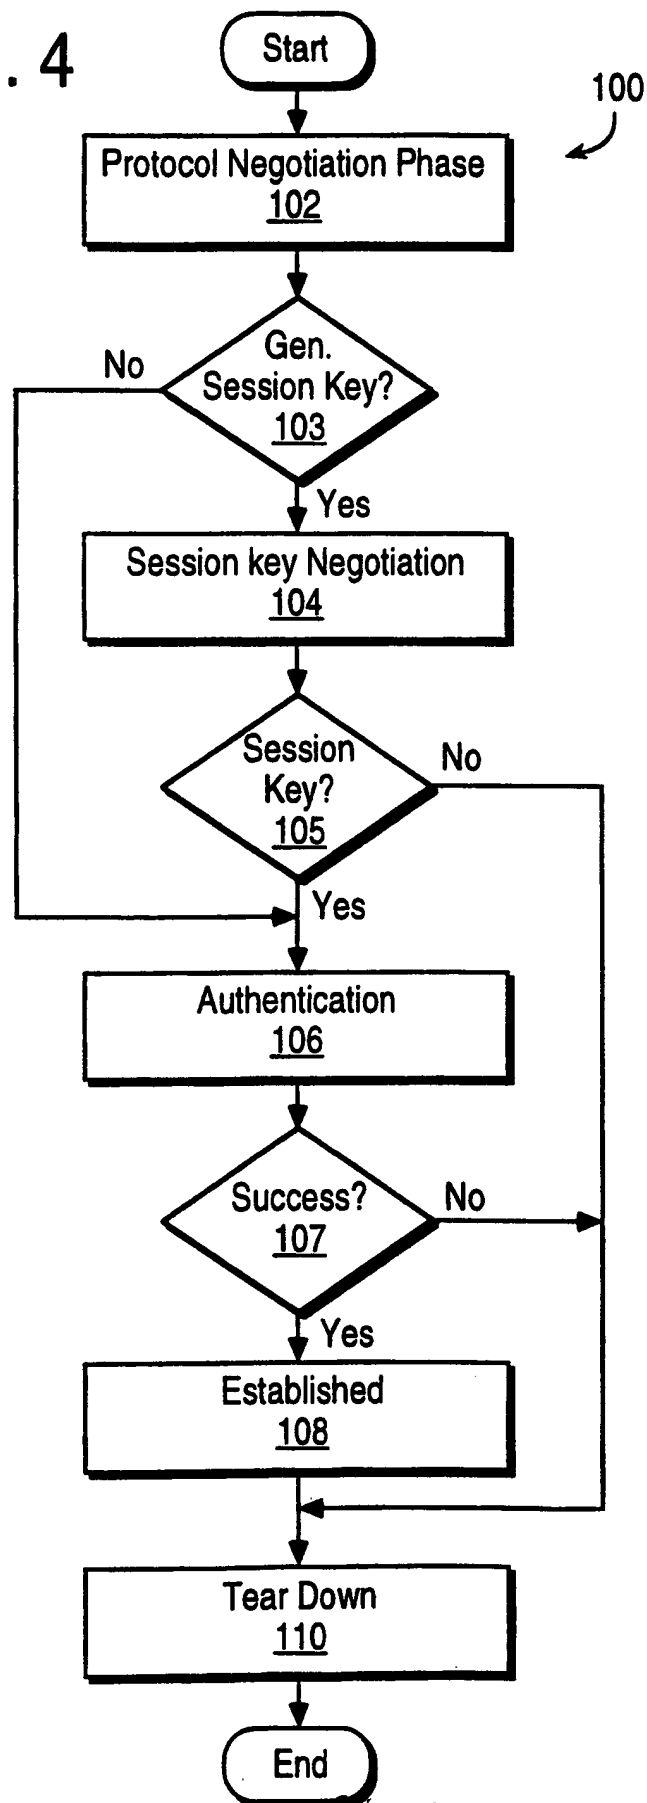 . 4
Start
100
Protocol Negotiation Phase
102
Gen.
Session Key?
103
No
Yes
Session key Negotiation
104
Session
Key?
105
No
Yes
Authentication
106
Success?
107
No
Yes
Established
108
Tear Down
110
End